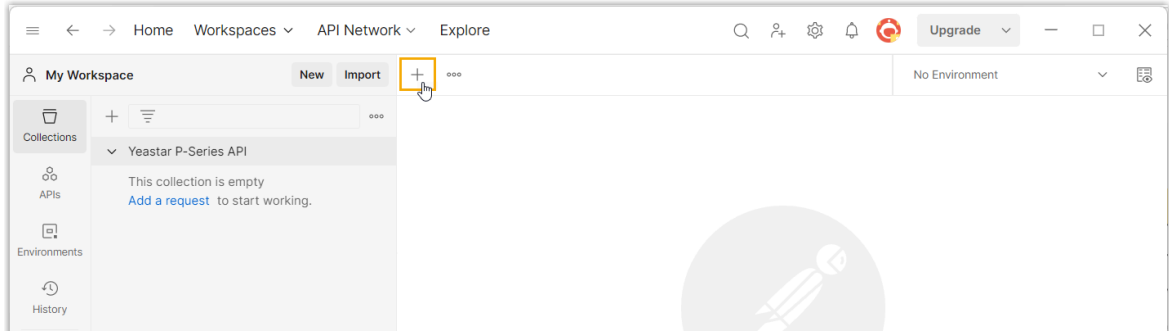 Home Workspaces API Network Explore Upgrade
My Workspace New Import No Environment
Collections
Yeastar P-Series API
This collection is empty
Add a request to start working.
APIs
Environments
History